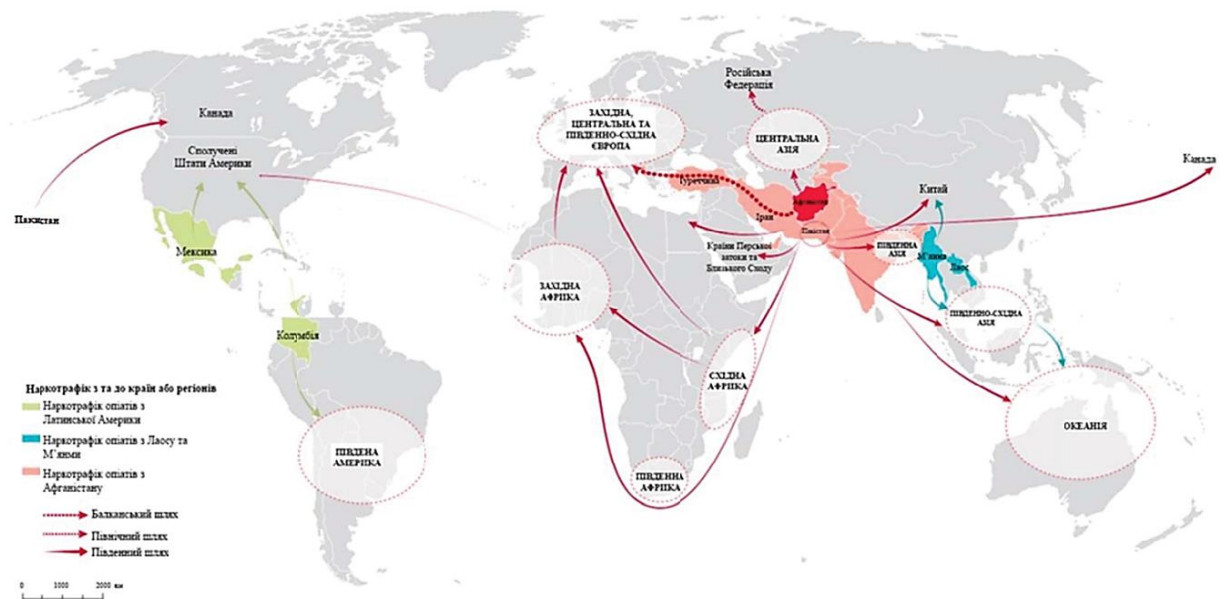 Російська
Федерація
Канада
ЗАХІДНА,
ЦЕНТРАЛЬНА ТА
ПІВДЕННО-СХІДНА
ЄВРОПА
ЦЕНТРАЛЬНА
АЗІЯ
Сполучені
Штати Америки
Канада
Туреччина
Афганістан
Китай
Пакистан
Іран
Пакистан
Мексика
Країни Перської
затоки та
Близького Сходу
ПІВДЕННА
АЗІЯ
М'янма
Лаос
ЗАХІДНА
АФРИКА
ПІВДЕННО-СХІДНА
АЗІЯ
Колумбія
СХІДНА
АФРИКА
ОКЕАНІЯ
ПІВДЕНА
АМЕРИКА
ПІВДЕННА
АФРИКА
Наркотрафік з та до країн або регіонів
Наркотрафік опіатів з
Латинської Америки
Наркотрафік опіатів з Лаосу та
М'янми
Наркотрафік опіатів з
Афганістану
Балканський шлях
Північний шлях
Південний шлях
0 1000 2000 км